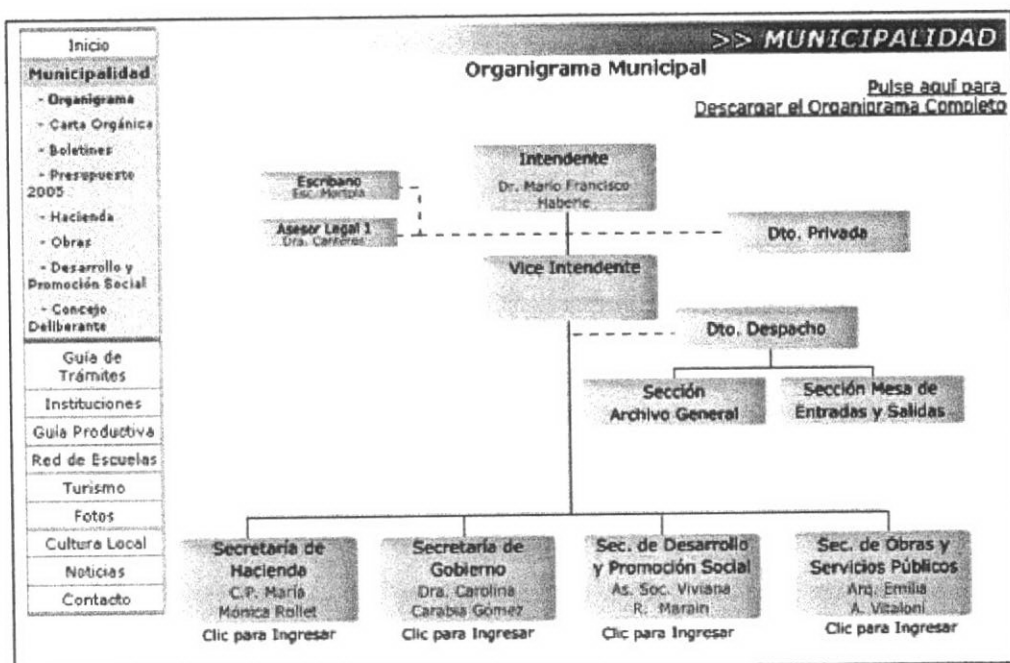 Inicio
Municipalidad
- Organigrama
- Carta Orgánica
- Boletines
- Presupuesto
2005
- Hacienda
- Obras
- Desarrollo y
Promoción Social
- Concejo
Deliberante
Guía de
Trámites
Instituciones
Guía Productiva
Red de Escuelas
Turismo
Fotos
Cultura Local
Noticias
Contacto
>> MUNICIPALIDAD
Organigrama Municipal
Pulse aquí para
Descargar el Organigrama Completo
Intendente
Dr. Mario Francisco
Haberle
Escribano
Esc.
Asesor Legal 1
Dra.
Dto. Privada
Vice Intendente
Dto. Despacho
Sección
Archivo General
Sección Mesa de
Entradas y Salidas
Secretaría de
Hacienda
C.P. María
Mónica Rollet
Clic para Ingresar
Secretaría de
Gobierno
Dra. Carolina
Carabia Gómez
Clic para Ingresar
Sec. de Desarrollo
y Promoción Social
As. Soc. Viviana
R. Marain
Clic para Ingresar
Sec. de Obras y
Servicios Públicos
Arq. Emilia
A. Vitaloni
Clic para Ingresar